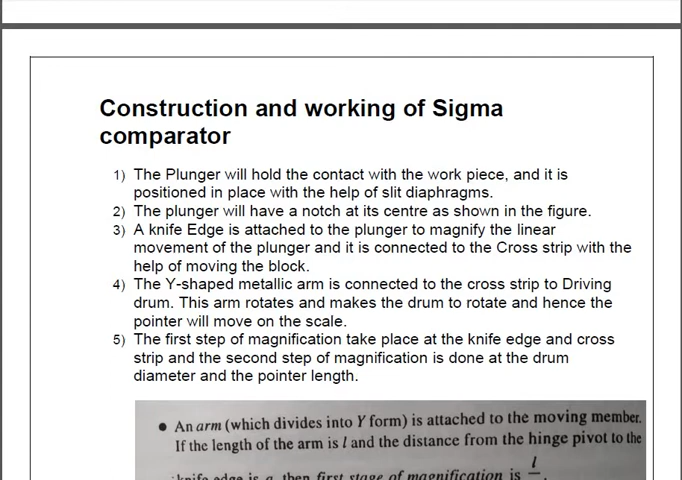 Construction and working of Sigma
comparator
1) The Plunger will hold the contact with the work piece, and it is
positioned in place with the help of slit diaphragms.
2) The plunger will have a notch at its centre as shown in the figure.
3) A knife Edge is attached to the plunger to magnify the linear
movement of the plunger and it is connected to the Cross strip with the
help of moving the block.
4) The Y-shaped metallic arm is connected to the cross strip to Driving
drum. This arm rotates and makes the drum to rotate and hence the
pointer will move on the scale.
5) The first step of magnification take place at the knife edge and cross
strip and the second step of magnification is done at the drum
diameter and the pointer length.
• An arm (which divides into Y form) is attached to the moving member.
If the length of the arm is l and the distance from the hinge pivot to the
knife edge is a, then first stage of magnification is l